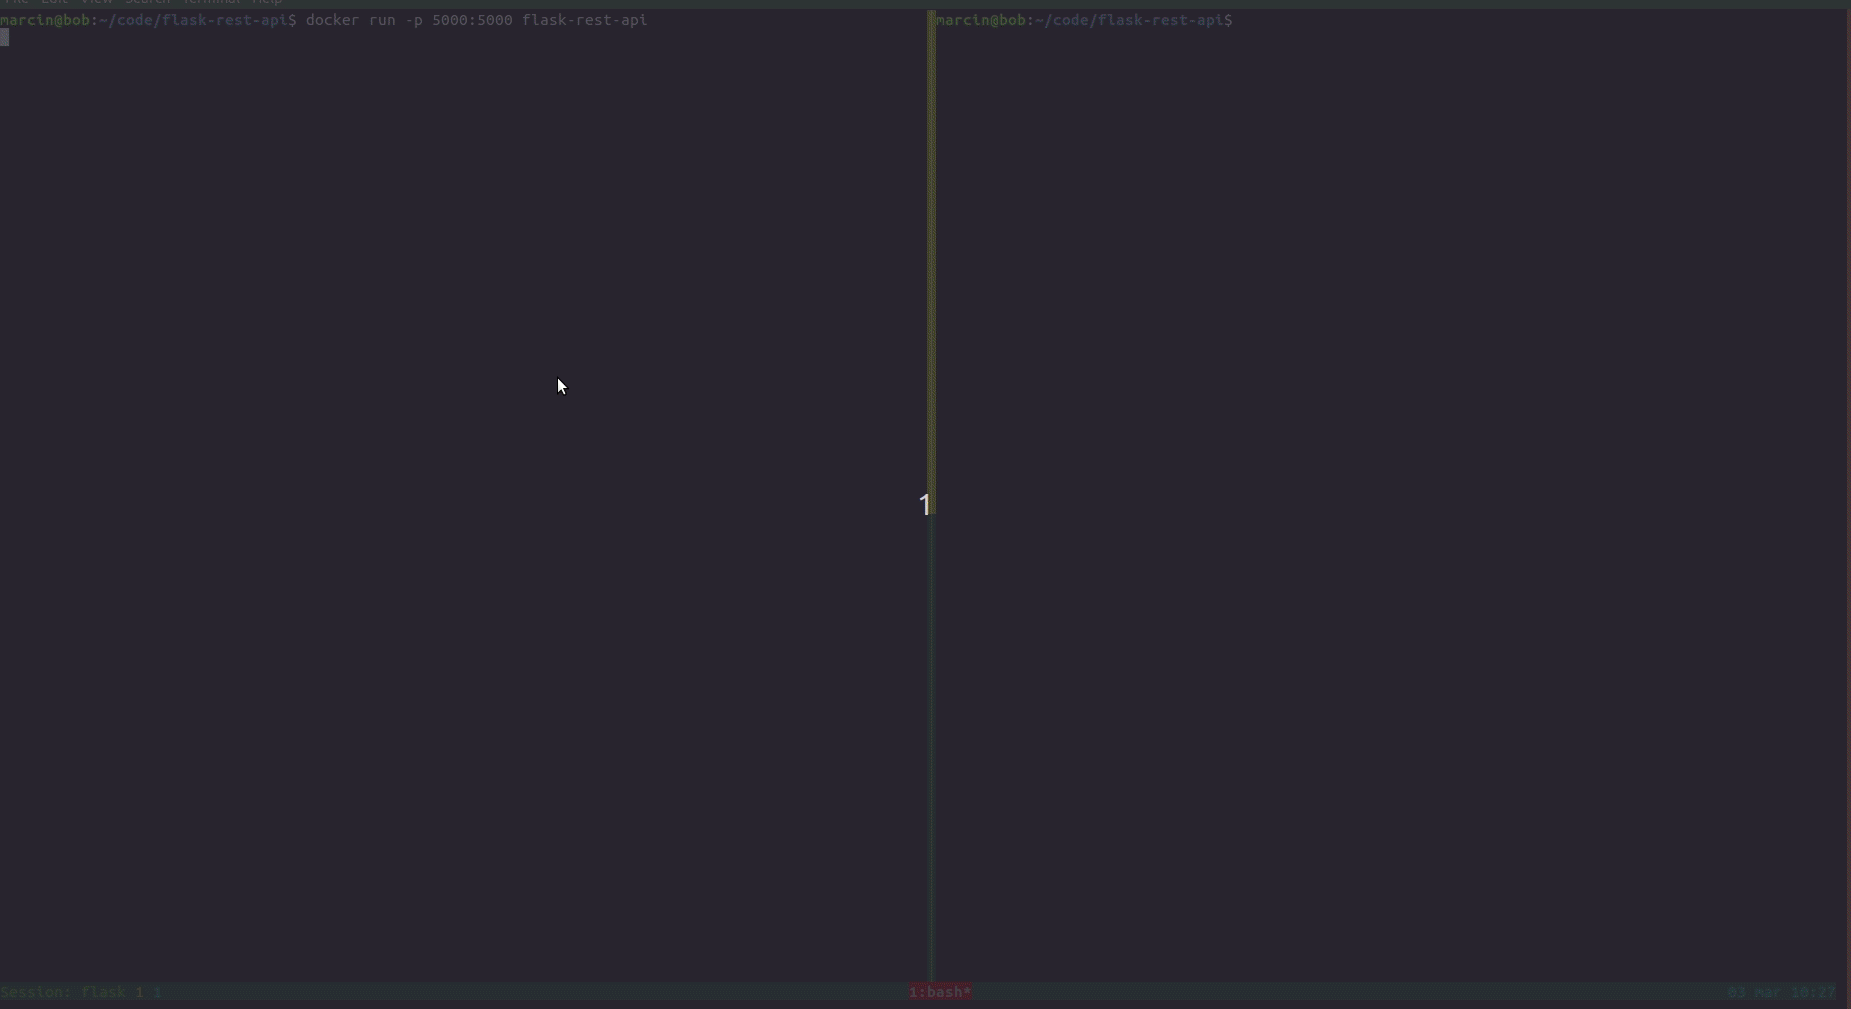 File Edit View Search Terminal Help
marcin@bob:~/code/flask-rest-api$ docker run -p 5000:5000 flask-rest-api
marcin@bob:~/code/flask-rest-api$
1
Session: flask 1 1
1:bash*
03 mar 10:27